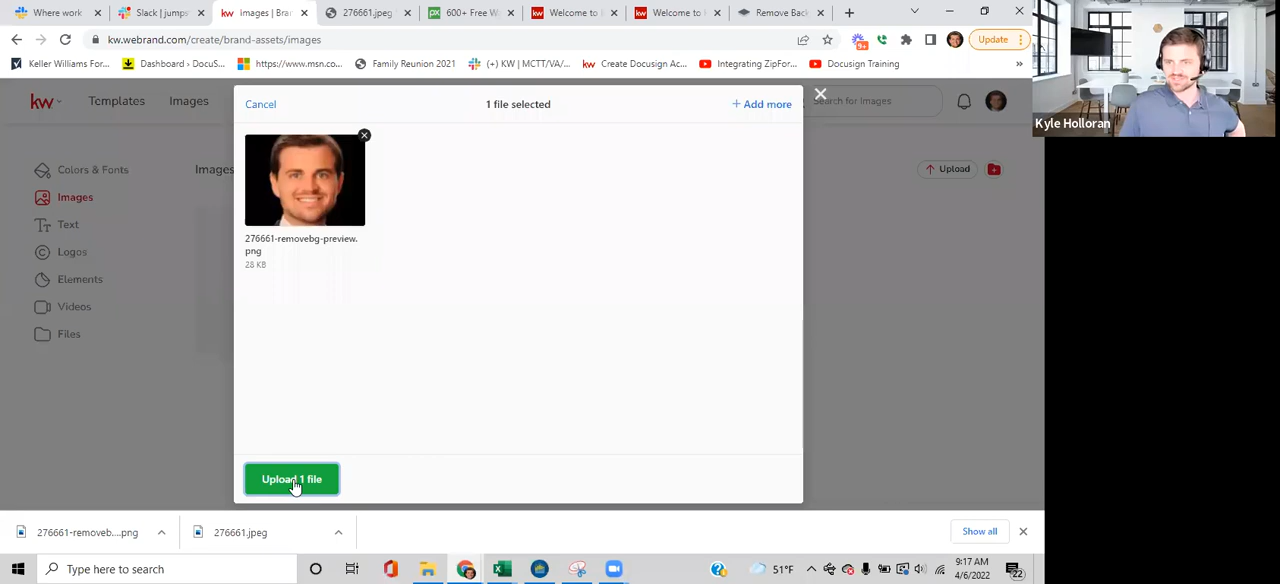 Where work
Slack | jumps
images | Bran
276661.jpeg
600+ Free W
Welcome to
Welcome to
Remove Back
kw.webrand.com/create/brand-assets/images
9+
Update
Keller Williams For...
Dashboard › DocuS...
https://www.msn.co...
Family Reunion 2021
(+) KW | MCTT/VA/...
Create Docusign Ac...
Integrating ZipFor...
Docusign Training
»
kw
Templates
Images
Cancel
1 file selected
+ Add more
Search for Images
Kyle Holloran
Colors & Fonts
Images
Upload
Images
Text
Logos
Elements
Videos
Files
276661-removebg-preview.
png
28 KB
Upload 1 file
276661-removeb....png
276661.jpeg
Show all
Type here to search
51°F
9:17 AM
4/6/2022
22